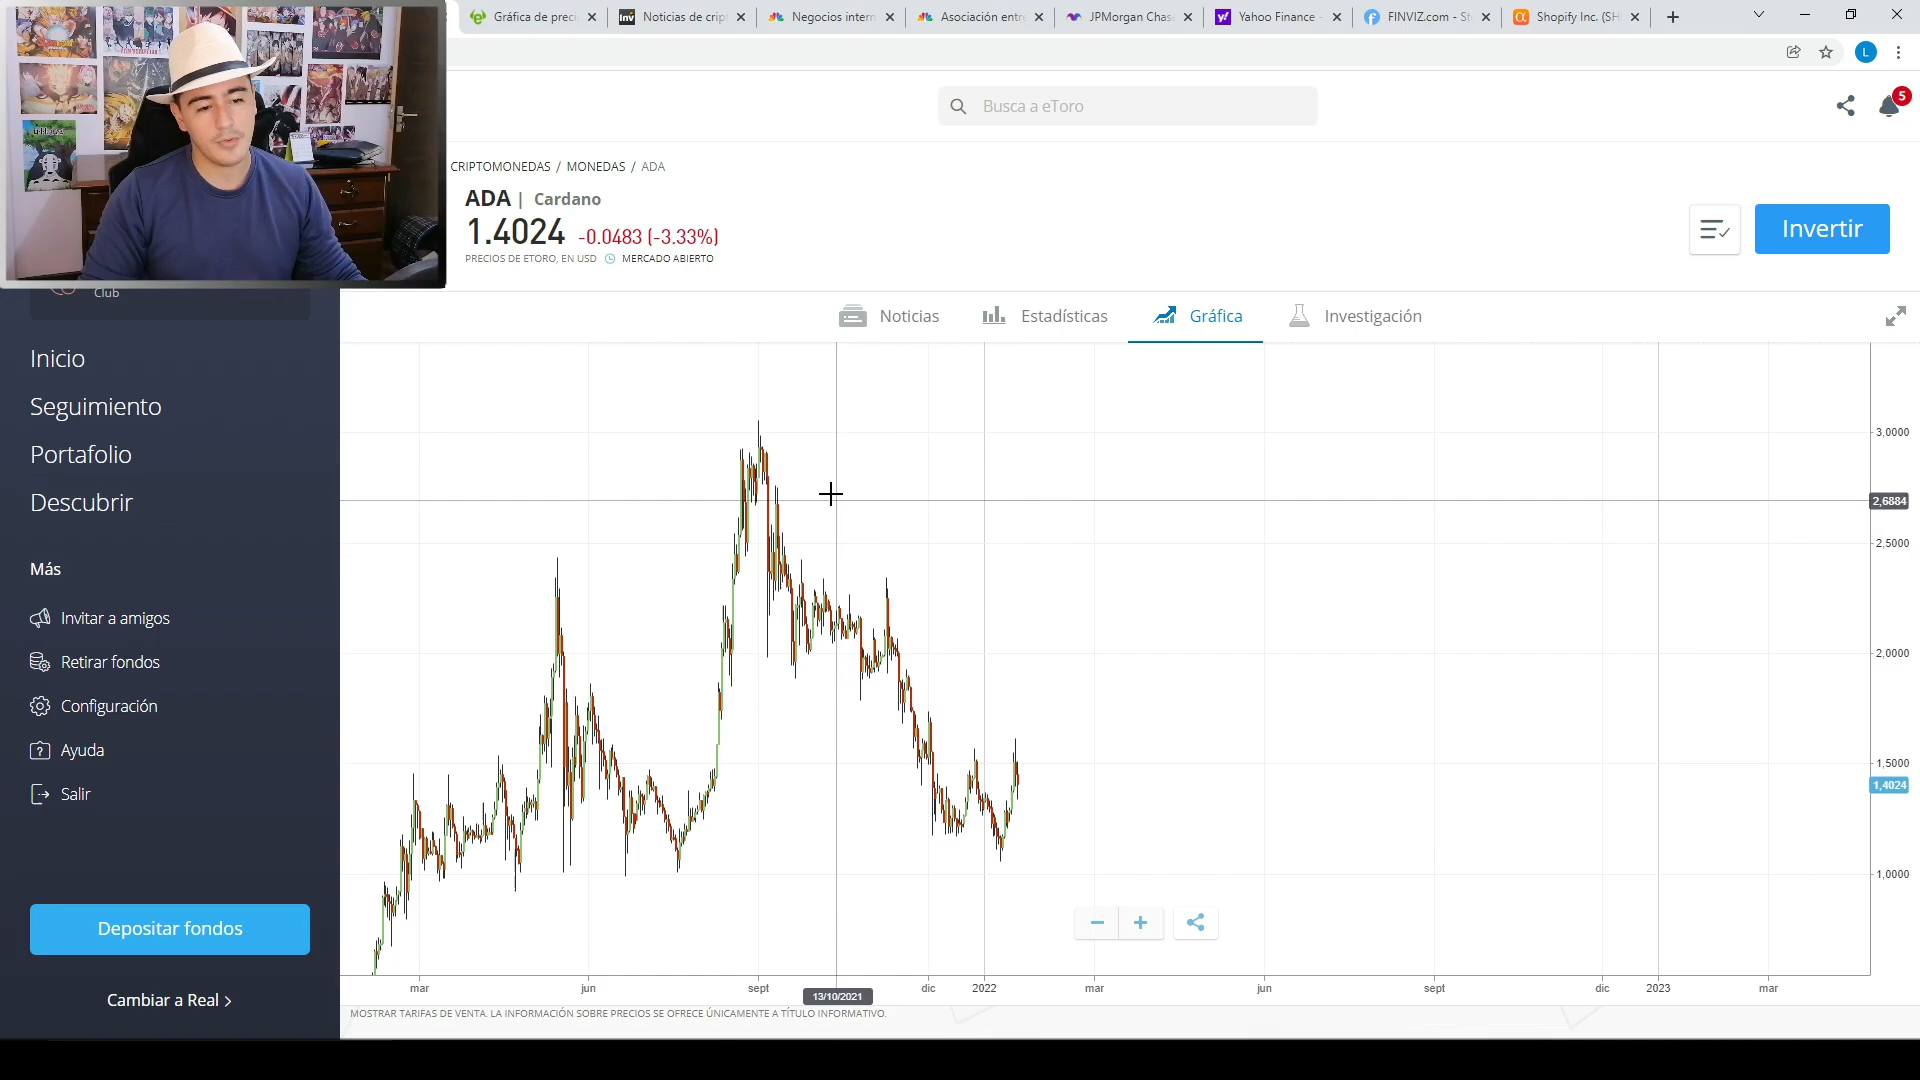 Gráfica de preci
Noticias de crip
Negocios intern
Asociación entre
JPMorgan Chas
Yahoo Finance -
FINVIZ.com - St
Shopify Inc. (SH
L
Busca a eToro
5
CRIPTOMONEDAS / MONEDAS / ADA
ADA | Cardano
1.4024 -0.0483 (-3.33%)
PRECIOS DE ETORO, EN USD MERCADO ABIERTO
Invertir
Club
Noticias
Estadísticas
Gráfica
Investigación
Inicio
Seguimiento
Portafolio
Descubrir
Más
Invitar a amigos
Retirar fondos
Configuración
Ayuda
Salir
Depositar fondos
Cambiar a Real >
3,0000
2,6884
2,5000
2,0000
1,5000
1,4024
1,0000
mar
jun
sept
dic
2022
mar
jun
sept
dic
2023
mar
13/10/2021
MOSTRAR TARIFAS DE VENTA. LA INFORMACIÓN SOBRE PRECIOS SE OFRECE ÚNICAMENTE A TÍTULO INFORMATIVO.